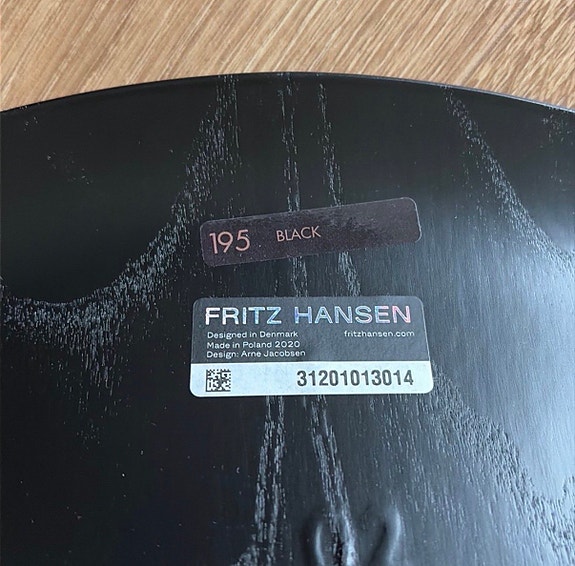 195 BLACK
FRITZ HANSEN
Designed in Denmark fritzhansen.com
Made in Poland 2020
Design: Arne Jacobsen
31201013014